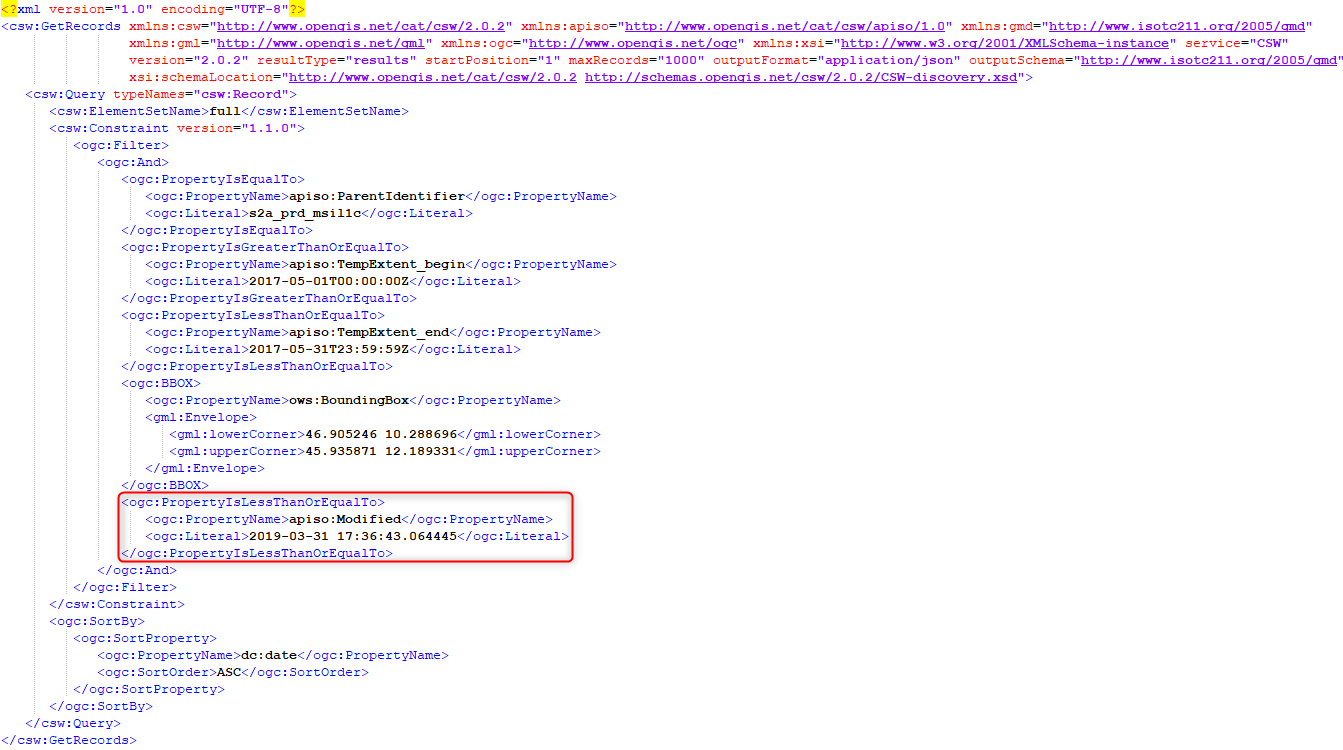 <?xml version="1.0" encoding="UTF-8"?>
<csw:GetRecords xmlns:csw="http://www.opengis.net/cat/csw/2.0.2" xmlns:apiso="http://www.opengis.net/cat/csw/apiso/1.0" xmlns:gmd="http://www.isotc211.org/2005/gmd"
xmlns:gml="http://www.opengis.net/gml" xmlns:ogc="http://www.opengis.net/ogc" xmlns:xsi="http://www.w3.org/2001/XMLSchema-instance" service="CSW"
version="2.0.2" resultType="results" startPosition="1" maxRecords="1000" outputFormat="application/json" outputSchema="http://www.isotc211.org/2005/gmd"
xsi:schemaLocation="http://www.opengis.net/cat/csw/2.0.2 http://schemas.opengis.net/csw/2.0.2/CSW-discovery.xsd">
<csw:Query typeNames="csw:Record">
<csw:ElementSetName>full</csw:ElementSetName>
<csw:Constraint version="1.1.0">
<ogc:Filter>
<ogc:And>
<ogc:PropertyIsEqualTo>
<ogc:PropertyName>apiso:ParentIdentifier</ogc:PropertyName>
<ogc:Literal>s2a_prd_msil1c</ogc:Literal>
</ogc:PropertyIsEqualTo>
<ogc:PropertyIsGreaterThanOrEqualTo>
<ogc:PropertyName>apiso:TempExtent_begin</ogc:PropertyName>
<ogc:Literal>2017-05-01T00:00:00Z</ogc:Literal>
</ogc:PropertyIsGreaterThanOrEqualTo>
<ogc:PropertyIsLessThanOrEqualTo>
<ogc:PropertyName>apiso:TempExtent_end</ogc:PropertyName>
<ogc:Literal>2017-05-31T23:59:59Z</ogc:Literal>
</ogc:PropertyIsLessThanOrEqualTo>
<ogc:BBOX>
<ogc:PropertyName>ows:BoundingBox</ogc:PropertyName>
<gml:Envelope>
<gml:lowerCorner>46.905246 10.288696</gml:lowerCorner>
<gml:upperCorner>45.935871 12.189331</gml:upperCorner>
</gml:Envelope>
</ogc:BBOX>
<ogc:PropertyIsLessThanOrEqualTo>
<ogc:PropertyName>apiso:Modified</ogc:PropertyName>
<ogc:Literal>2019-03-31 17:36:43.064445</ogc:Literal>
</ogc:PropertyIsLessThanOrEqualTo>
</ogc:And>
</ogc:Filter>
</csw:Constraint>
<ogc:SortBy>
<ogc:SortProperty>
<ogc:PropertyName>dc:date</ogc:PropertyName>
<ogc:SortOrder>ASC</ogc:SortOrder>
</ogc:SortProperty>
</ogc:SortBy>
</csw:Query>
</csw:GetRecords>